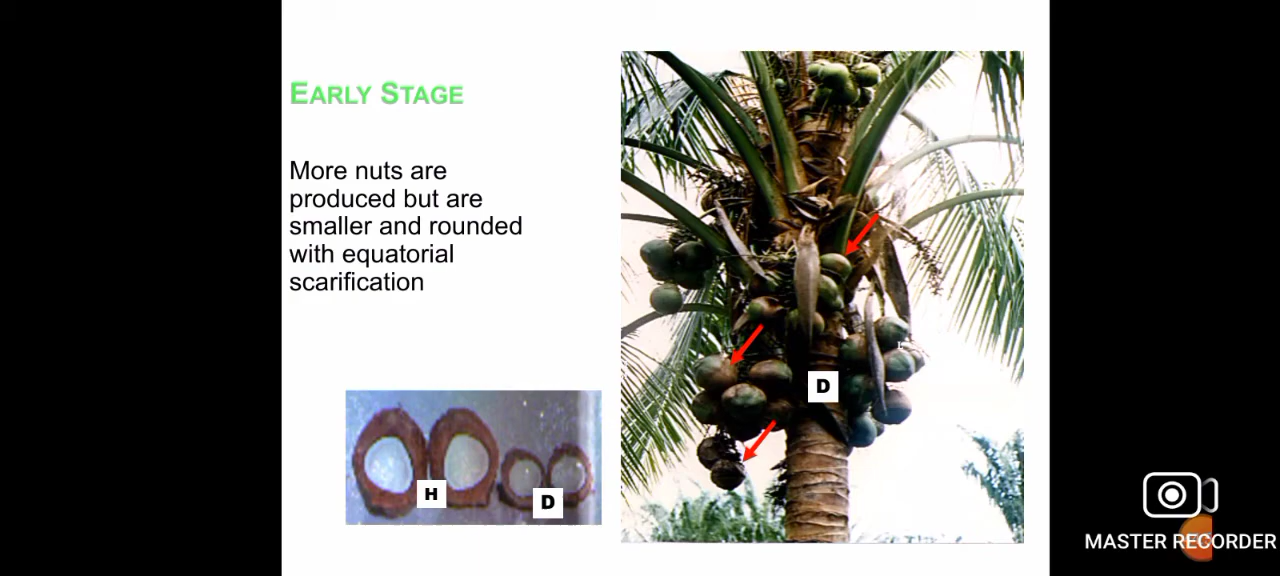 EARLY STAGE
More nuts are
produced but are
smaller and rounded
with equatorial
scarification
H
D
D
MASTER RECORDER